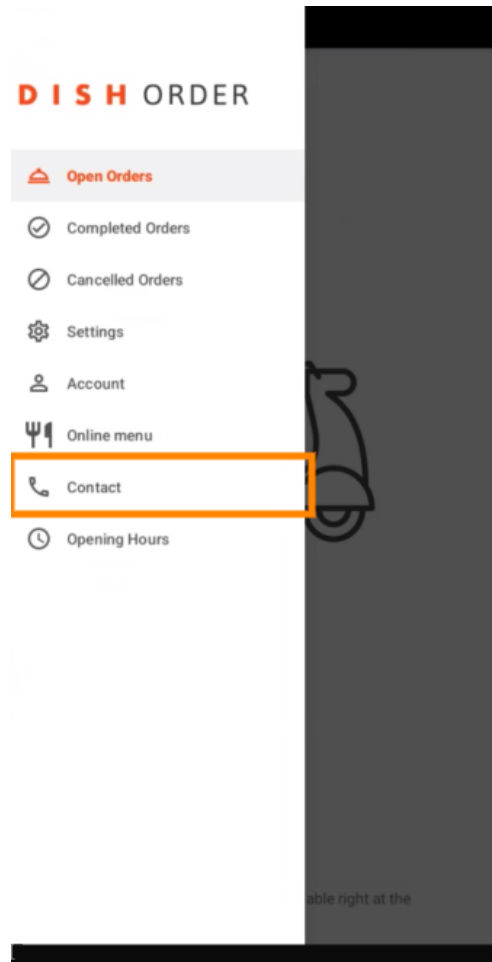 DISH ORDER
Open Orders
Completed Orders
Cancelled Orders
Settings
Account
Online menu
Contact
Opening Hours
able right at the